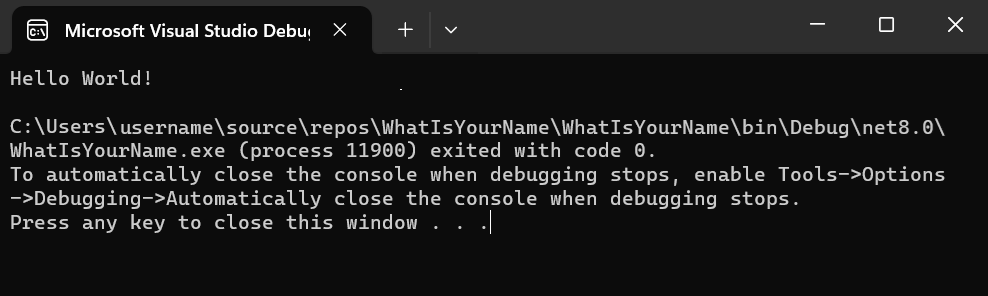 Microsoft Visual Studio Debu
Hello World!
C:\Users\username\source\repos\WhatIsYourName\WhatIsYourName\bin\Debug\net8.0\
WhatIsYourName.exe (process 11900) exited with code 0.
To automatically close the console when debugging stops, enable Tools->Options
->Debugging->Automatically close the console when debugging stops.
Press any key to close this window . . .